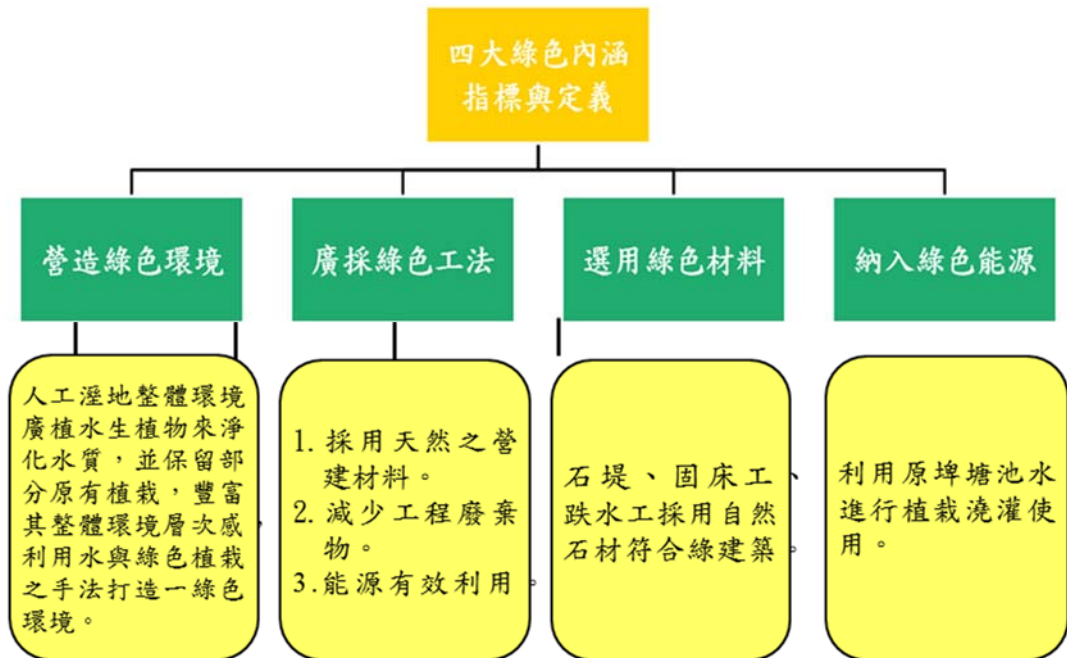 四大綠色內涵
指標與定義
營造綠色環境
廣採綠色工法
選用綠色材料
納入綠色能源
人工溼地整體環境
廣植水生植物來淨
化水質，並保留部
分原有植栽，豐富
其整體環境層次感，
利用水與綠色植栽
之手法打造一綠色
環境。
1. 採用天然之營
建材料。
2. 減少工程廢棄
物。
3.能源有效利用。
石堤、固床工、
跌水工採用自然
石材符合綠建築。
利用原埤塘池水
進行植栽澆灌使
用。